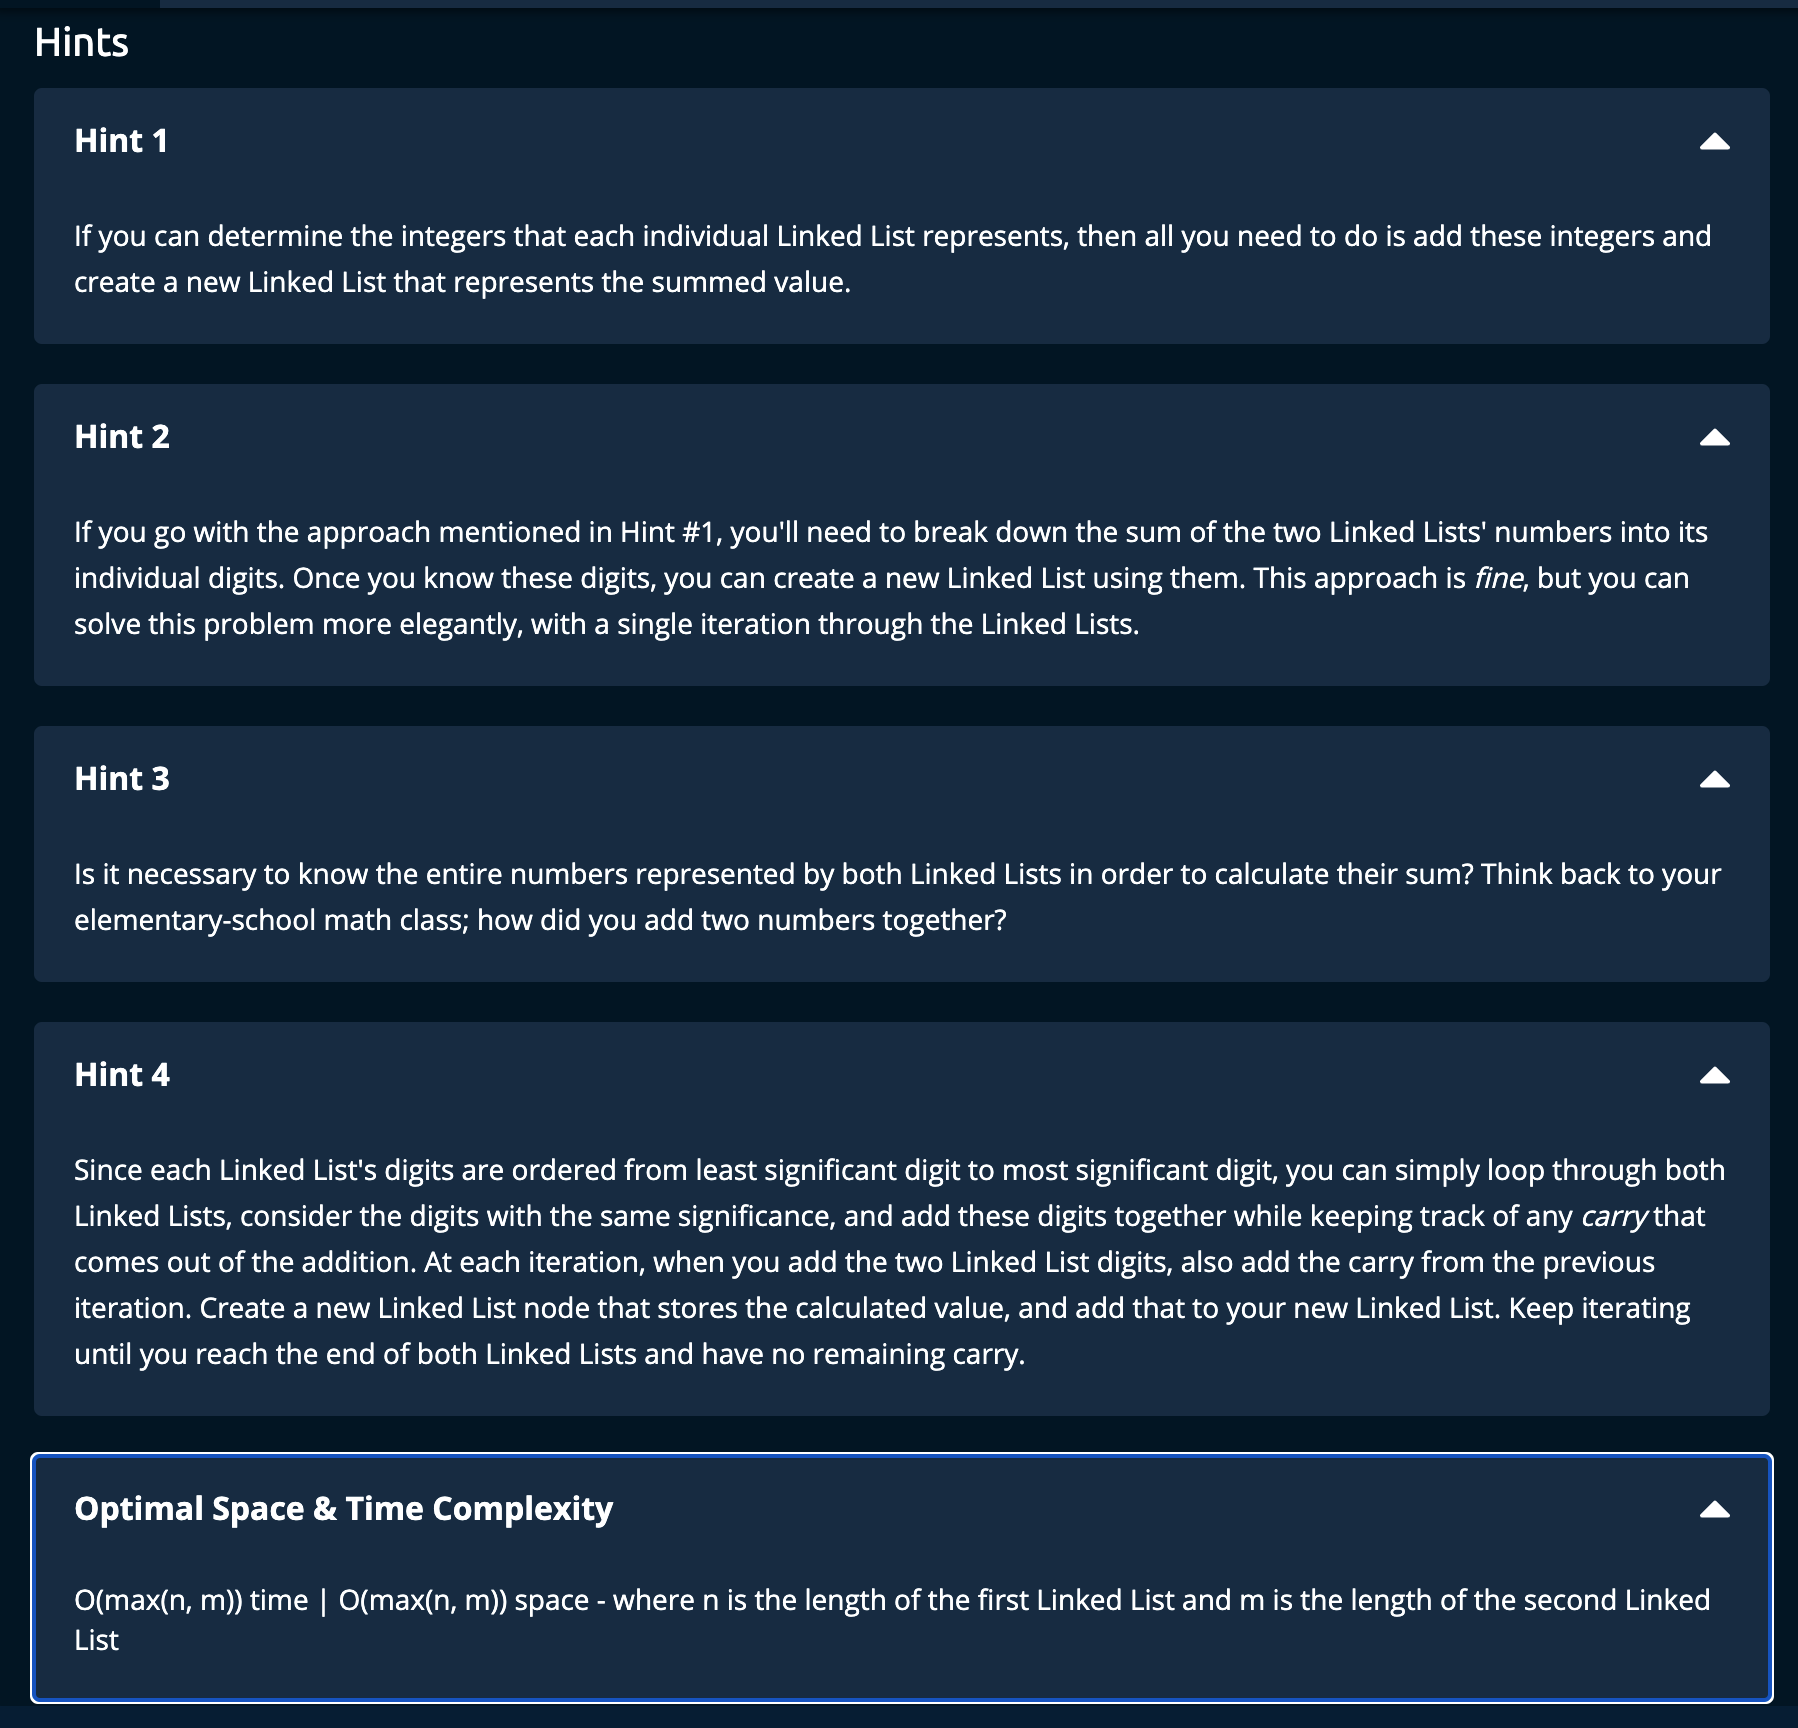 Hints
Hint 1
If you can determine the integers that each individual Linked List represents, then all you need to do is add these integers and
create a new Linked List that represents the summed value.
Hint 2
If you go with the approach mentioned in Hint #1, you'll need to break down the sum of the two Linked Lists' numbers into its
individual digits. Once you know these digits, you can create a new Linked List using them. This approach is fine, but you can
solve this problem more elegantly, with a single iteration through the Linked Lists.
Hint 3
Is it necessary to know the entire numbers represented by both Linked Lists in order to calculate their sum? Think back to your
elementary-school math class; how did you add two numbers together?
Hint 4
Since each Linked List's digits are ordered from least significant digit to most significant digit, you can simply loop through both
Linked Lists, consider the digits with the same significance, and add these digits together while keeping track of any carry that
comes out of the addition. At each iteration, when you add the two Linked List digits, also add the carry from the previous
iteration. Create a new Linked List node that stores the calculated value, and add that to your new Linked List. Keep iterating
until you reach the end of both Linked Lists and have no remaining carry.
Optimal Space & Time Complexity
O(max(n, m)) time | O(max(n, m)) space - where n is the length of the first Linked List and m is the length of the second Linked
List